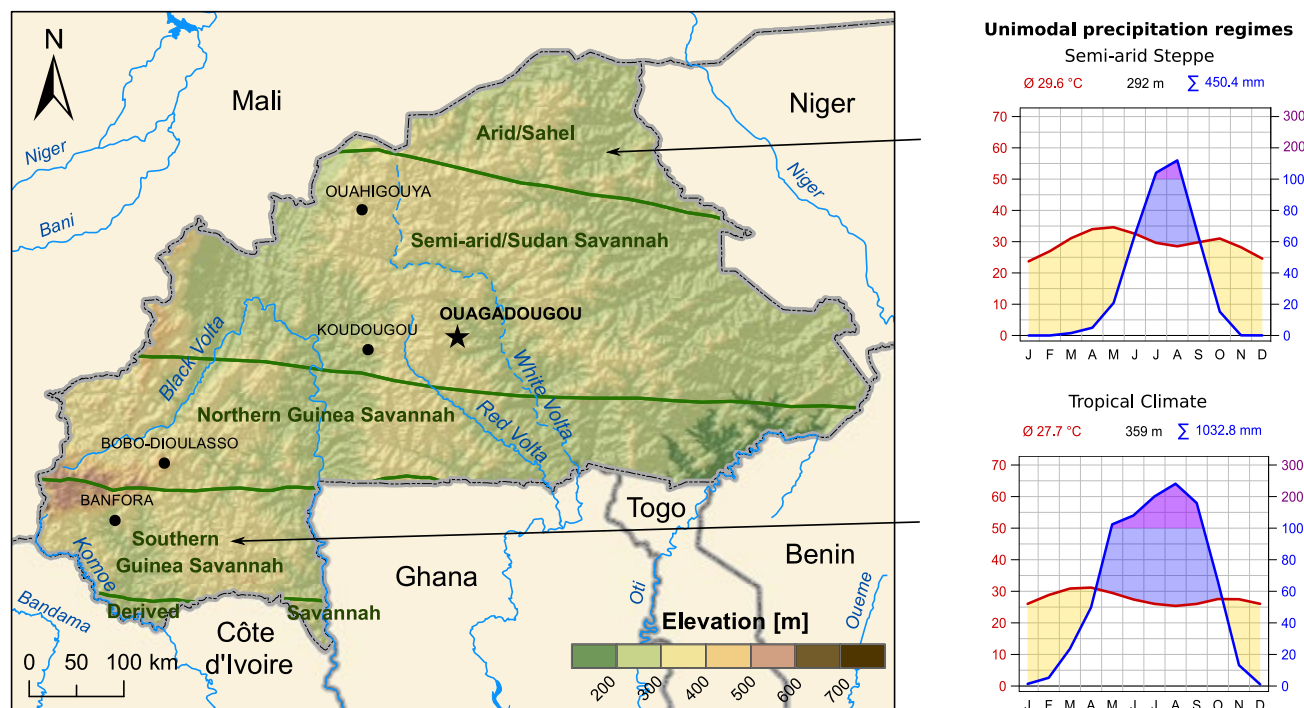 N
Mali
Niger
Arid/Sahel
Niger
Niger
Bani
OUAHIGOUYA
Semi-arid/Sudan Savannah
OUAGADOUGOU
KOUDOUGOU
Black Volta
White Volta
Northern Guinea Savannah
Red Volta
BOBO-DIOULASSO
BANFORA
Togo
Southern
Guinea Savannah
Komoe
Ghana
Benin
Oti
Oueme
Bandama
Derived
Savannah
Côte
d'Ivoire
0 50 100 km
Elevation [m]
200 300 400 500 600 700
Unimodal precipitation regimes
Semi-arid Steppe
Ø 29.6 °C 292 m ∑ 450.4 mm
70 300
60 200
50 100
40 80
30 60
20 40
10 20
0 0
J F M A M J J A S O N D
Tropical Climate
Ø 27.7 °C 359 m ∑ 1032.8 mm
70 300
60 200
50 100
40 80
30 60
20 40
10 20
0 0
J F M A M J J A S O N D